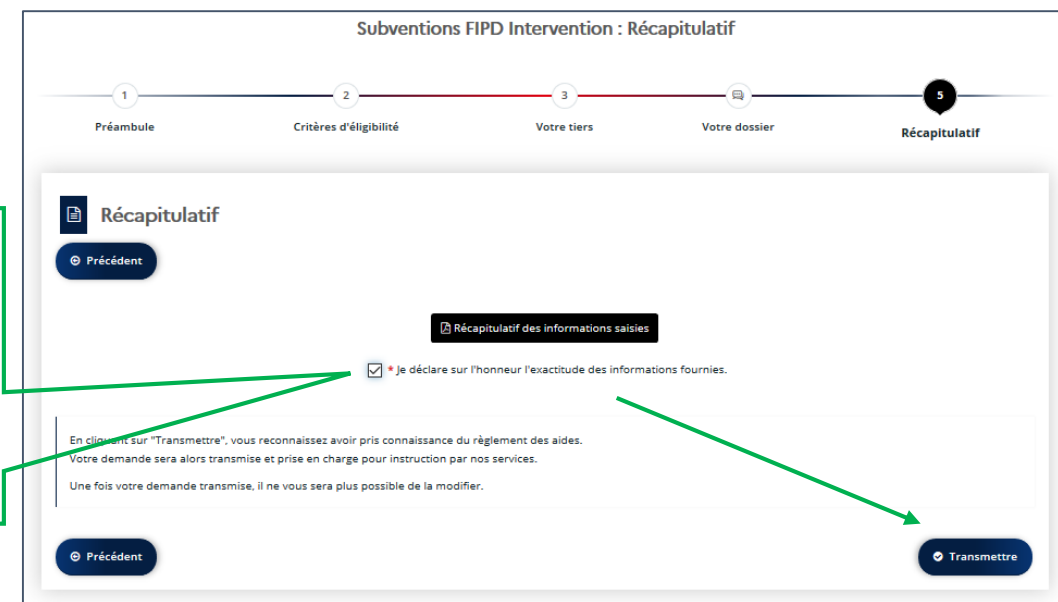 Subventions FIPD Intervention : Récapitulatif
1 2 3 5
Préambule Critères d'éligibilité Votre tiers Votre dossier Récapitulatif
Récapitulatif
Précédent
Récapitulatif des informations saisies
* Je déclare sur l'honneur l'exactitude des informations fournies.
En cliquant sur "Transmettre", vous reconnaissez avoir pris connaissance du règlement des aides.
Votre demande sera alors transmise et prise en charge pour instruction par nos services.
Une fois votre demande transmise, il ne vous sera plus possible de la modifier.
Précédent Transmettre